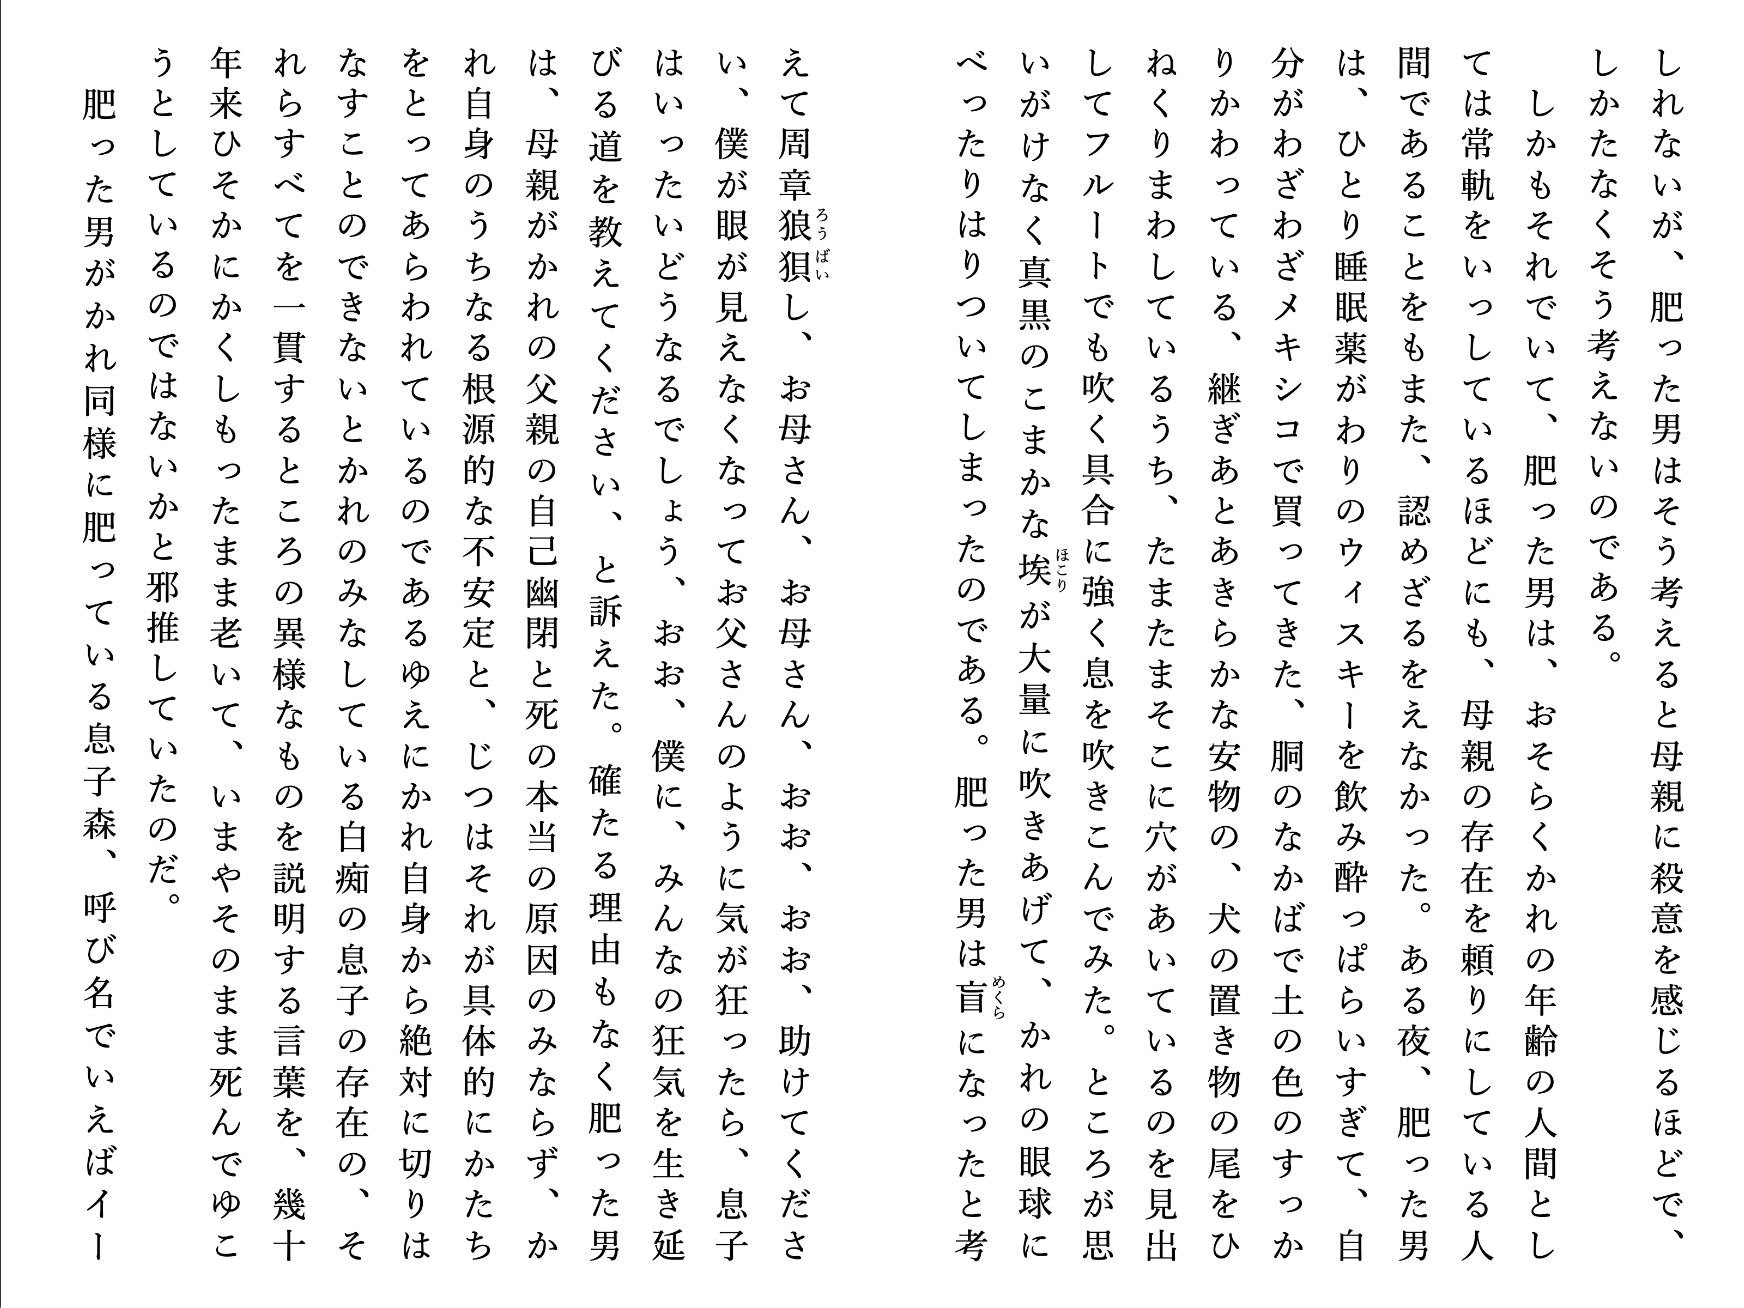 しれないが、肥った男はそう考えると母親に殺意を感じるほどで、
しかたなくそう考えないのである。
　しかもそれでいて、肥った男は、おそらくかれの年齢の人間とし
ては常軌をいっしているほどにも、母親の存在を頼りにしている人
間であることをもまた、認めざるをえなかった。ある夜、肥った男
は、ひとり睡眠薬がわりのウィスキーを飲み酔っぱらいすぎて、自
分がわざわざメキシコで買ってきた、胴のなかばで土の色のすっか
りかわっている、継ぎあとあきらかな安物の、犬の置き物の尾をひ
ねくりまわしているうち、たまたまそこに穴があいているのを見出
してフルートでも吹く具合に強く息を吹きこんでみた。ところが思
いがけなく真黒のこまかな埃ほこりが大量に吹きあげて、かれの眼球に
べったりはりついてしまったのである。肥った男は盲めくらになったと考
えて周章狼狽ろうばいし、お母さん、お母さん、おお、おお、助けてくださ
い、僕が眼が見えなくなってお父さんのように気が狂ったら、息子
はいったいどうなるでしょう、おお、僕に、みんなの狂気を生き延
びる道を教えてください、と訴えた。確たる理由もなく肥った男
は、母親がかれの父親の自己幽閉と死の本当の原因のみならず、か
れ自身のうちなる根源的な不安定と、じつはそれが具体的にかたち
をとってあらわれているのであるゆえにかれ自身から絶対に切りは
なすことのできないとかれのみなしている白痴の息子の存在の、そ
れらすべてを一貫するところの異様なものを説明する言葉を、幾十
年来ひそかにかくしもったまま老いて、いまやそのまま死んでゆこ
うとしているのではないかと邪推していたのだ。
　肥った男がかれ同様に肥っている息子森、呼び名でいえばイー